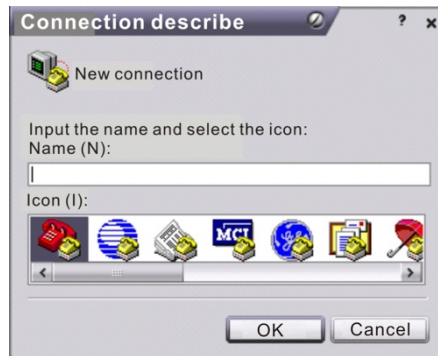 Connection describe
? x
New connection
Input the name and select the icon:
Name (N):
Icon (I):
MCI
OK Cancel